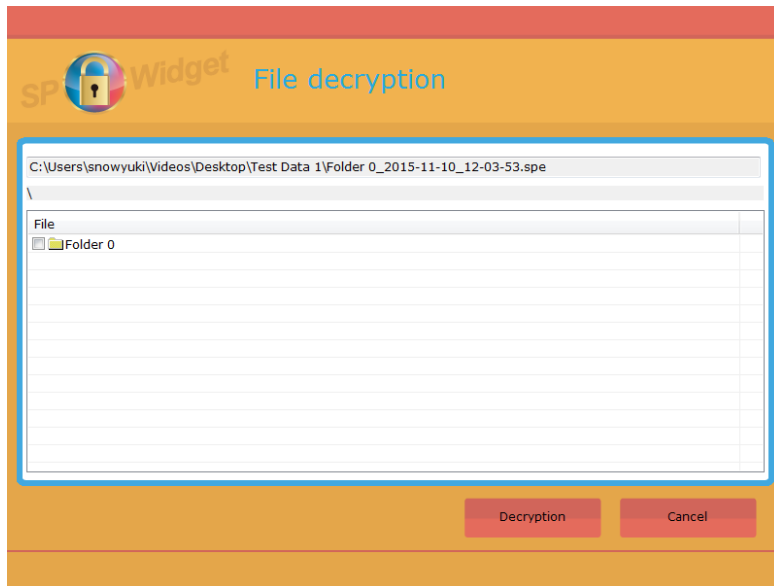 SP Widget
File decryption
C:\Users\snowyuki\Videos\Desktop\Test Data 1\Folder 0_2015-11-10_12-03-53.spe
\
File
Folder 0
Decryption
Cancel